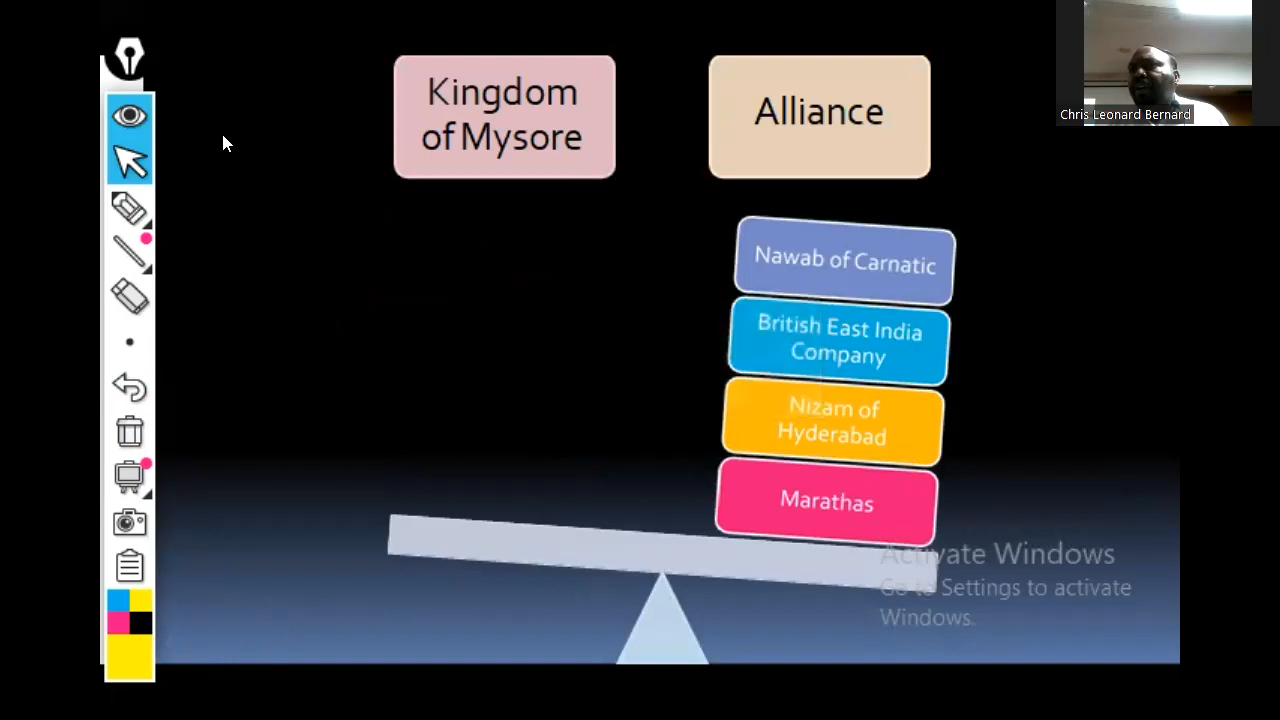 Kingdom
of Mysore
Alliance
Chris Leonard Bernard
Nawab of Carnatic
British East India
Company
Nizam of
Hyderabad
Marathas
Activate Windows
Go to Settings to activate
Windows.